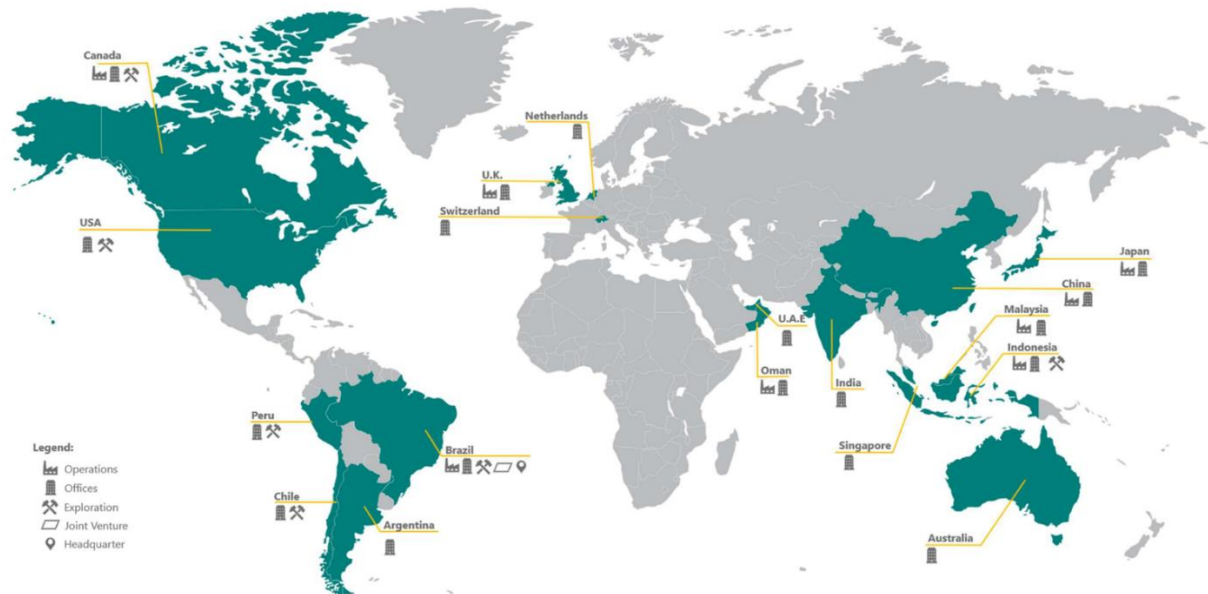 Canada
Netherlands
U.K.
Switzerland
USA
Japan
China
Malaysia
U.A.E
Indonesia
Oman
India
Peru
Brazil
Singapore
Legend:
Operations
Offices
Chile
Exploration
Joint Venture
Argentina
Headquarter
Australia